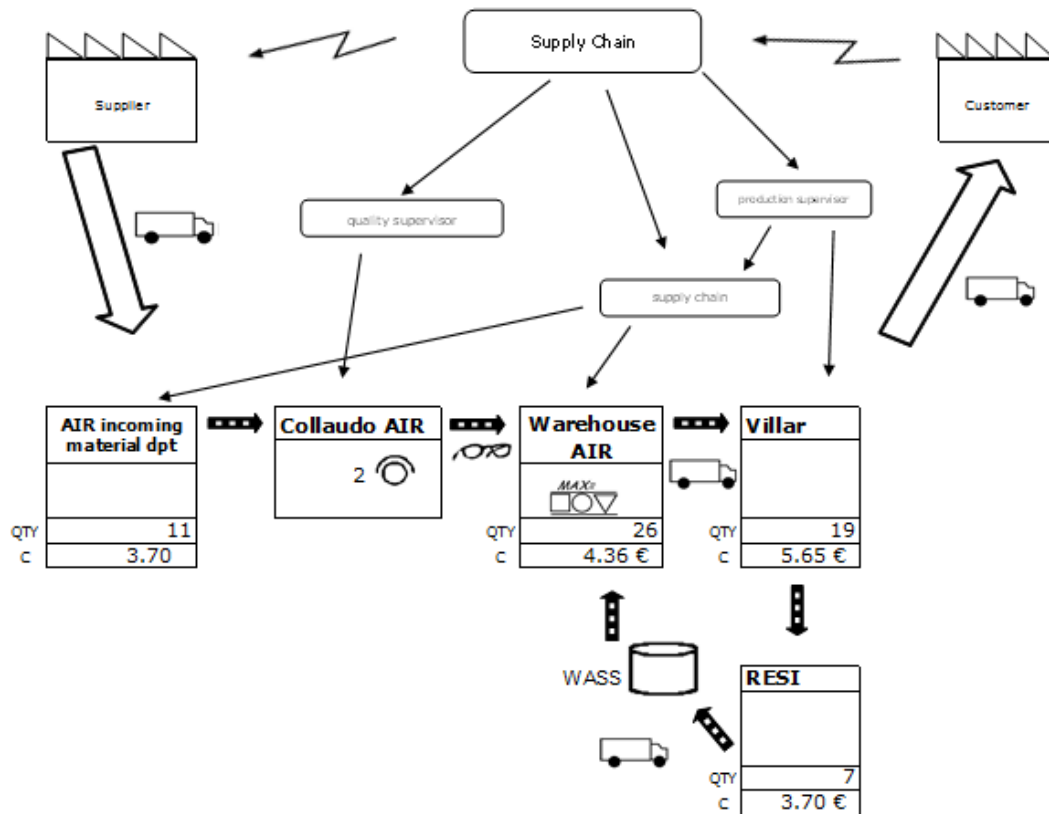 Supply Chain
Supplier
Customer
quality supervisor
production supervisor
supply chain
AIR incoming
material dpt
Collaudo AIR
Warehouse
AIR
Villar
2
MAX=
QTY 11
QTY 26
QTY 19
C 3.70
C 4.36 €
C 5.65 €
WASS
RESI
QTY 7
C 3.70 €